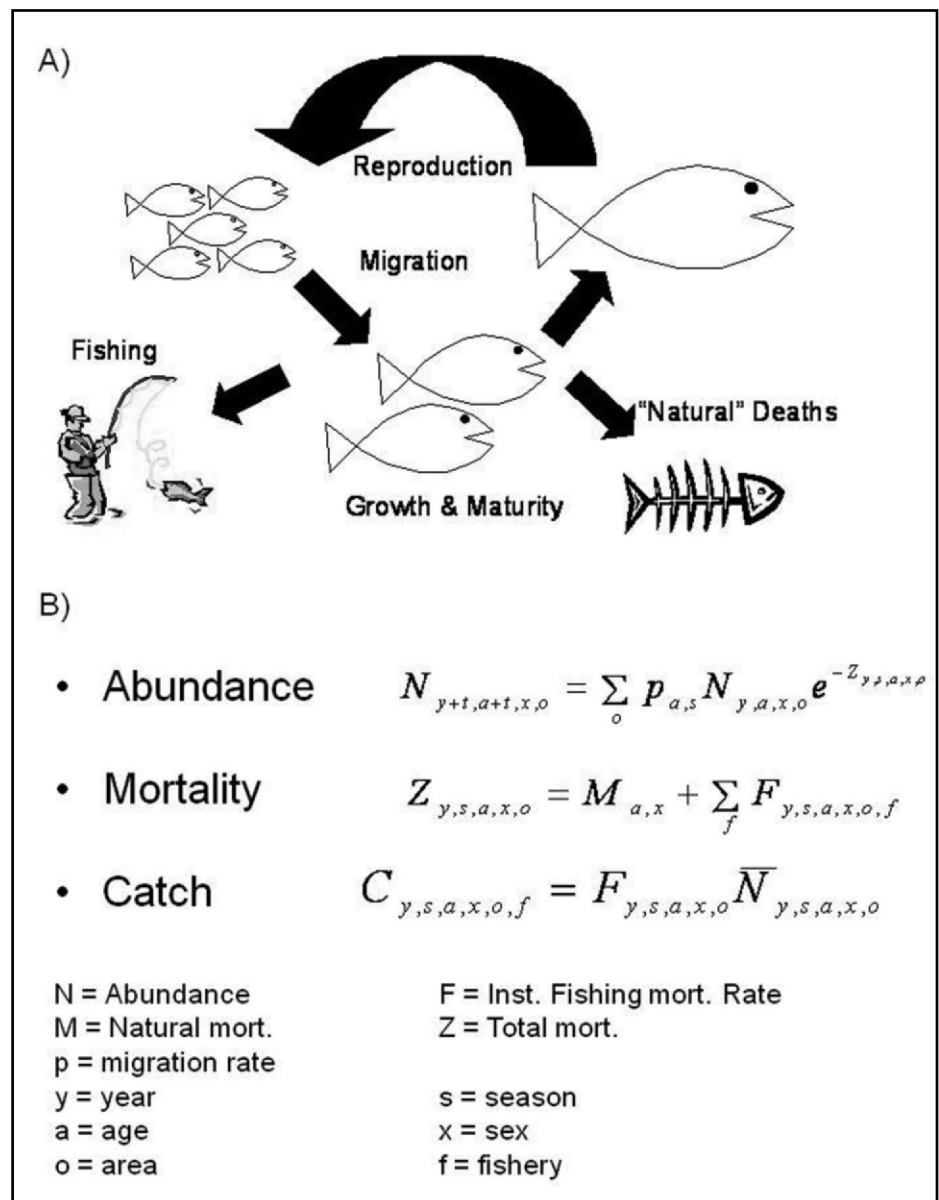 A)
Reproduction
Migration
Fishing
"Natural" Deaths
Growth & Maturity
B)
• Abundance N y+t,a+t,x,o = Σ o p a,s N y,a,x,o e −Z y,s,a,x,o
• Mortality Z y,s,a,x,o = M a,x + Σ f F y,s,a,x,o,f
• Catch C y,s,a,x,o,f = F y,s,a,x,o N̅ y,s,a,x,o
N = Abundance F = Inst. Fishing mort. Rate
M = Natural mort. Z = Total mort.
p = migration rate
y = year s = season
a = age x = sex
o = area f = fishery